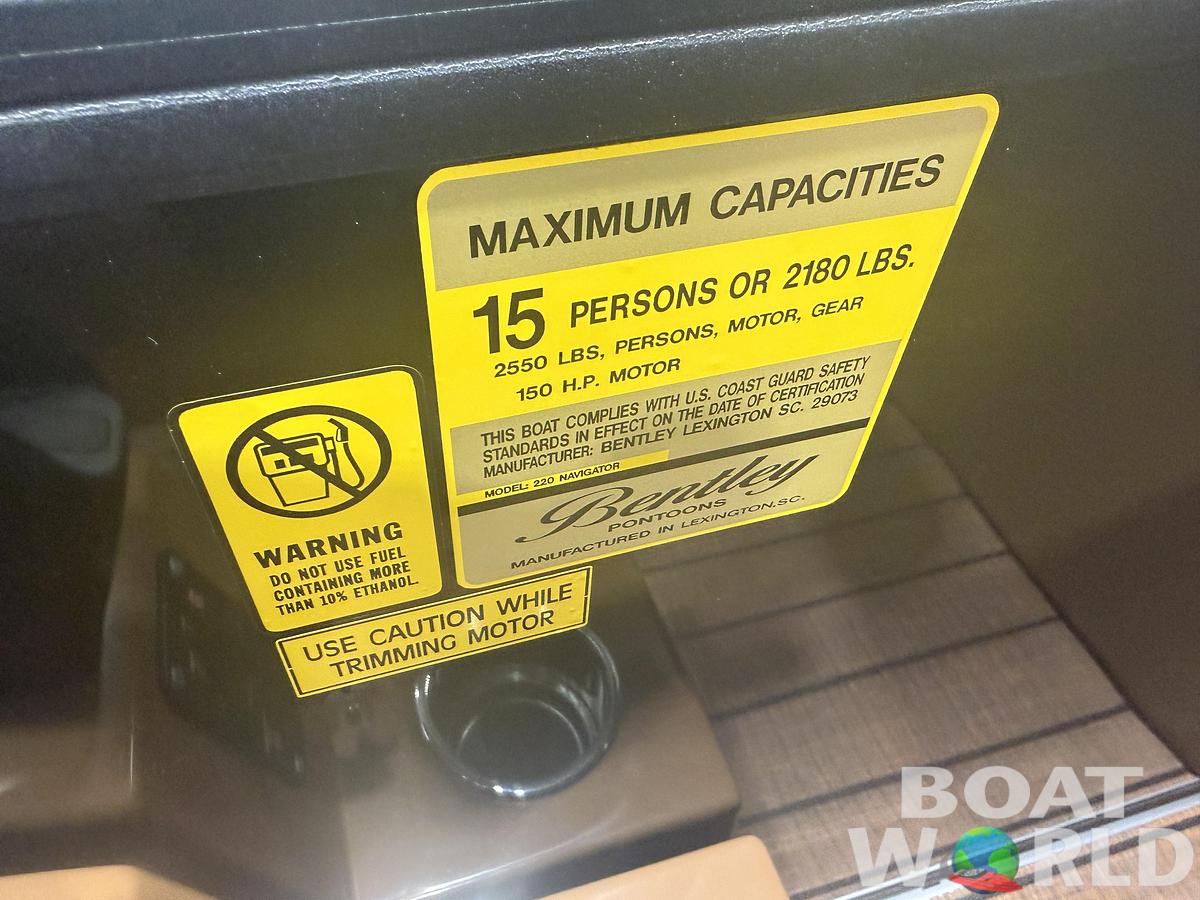 MAXIMUM CAPACITIES
15 PERSONS OR 2180 LBS.
2550 LBS, PERSONS, MOTOR, GEAR
150 H.P. MOTOR
THIS BOAT COMPLIES WITH U.S. COAST GUARD SAFETY
STANDARDS IN EFFECT ON THE DATE OF CERTIFICATION
MANUFACTURER: BENTLEY LEXINGTON SC. 29073
MODEL: 220 NAVIGATOR
Bentley
PONTOONS
MANUFACTURED IN LEXINGTON,SC.
WARNING
DO NOT USE FUEL
CONTAINING MORE
THAN 10% ETHANOL.
USE CAUTION WHILE
TRIMMING MOTOR
BOAT
WORLD